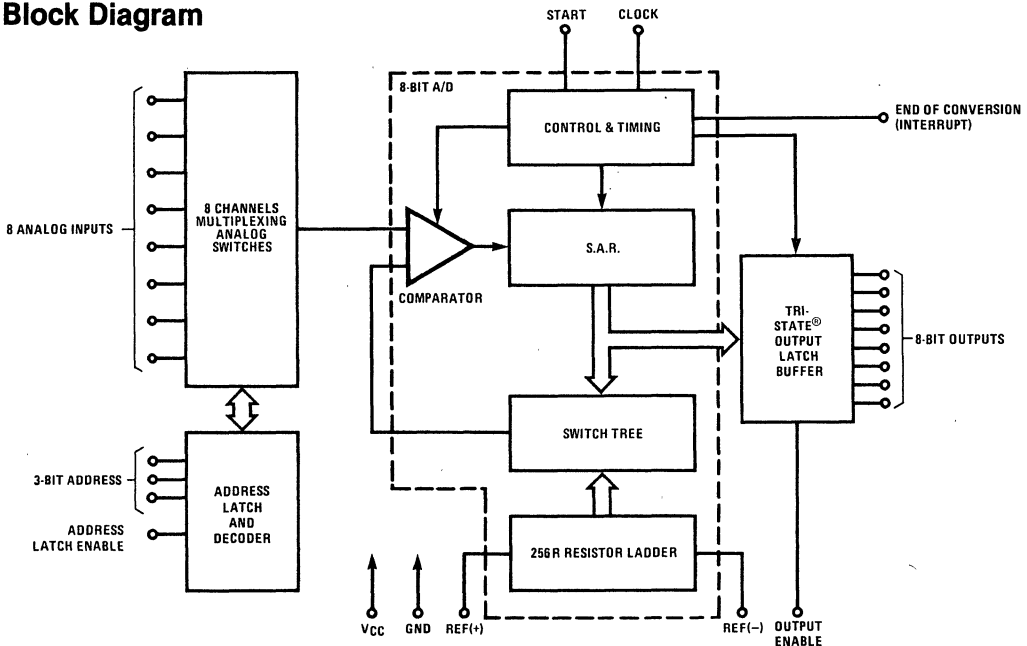 Block Diagram
START
CLOCK
8-BIT A/D
CONTROL & TIMING
END OF CONVERSION
(INTERRUPT)
8 ANALOG INPUTS
8 CHANNELS
MULTIPLEXING
ANALOG
SWITCHES
S.A.R.
COMPARATOR
TRI-
STATE®
OUTPUT
LATCH
BUFFER
8-BIT OUTPUTS
SWITCH TREE
3-BIT ADDRESS
ADDRESS
LATCH ENABLE
ADDRESS
LATCH
AND
DECODER
256R RESISTOR LADDER
VCC
GND
REF(+)
REF(−)
OUTPUT
ENABLE